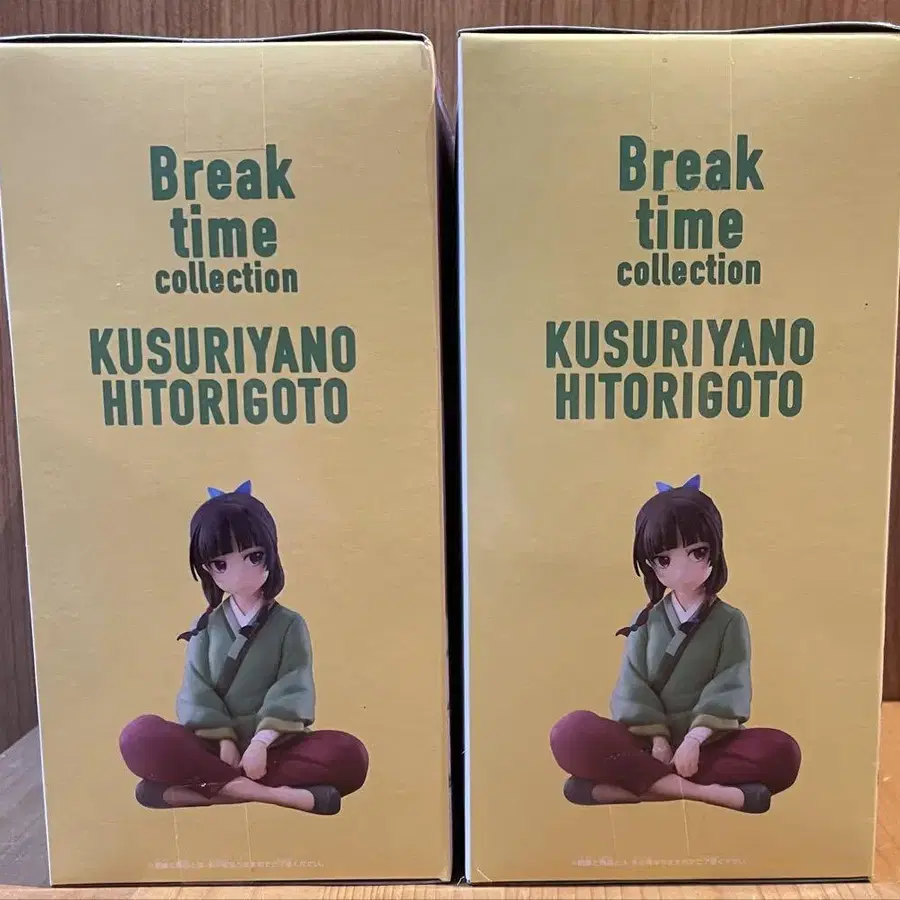 Break
time
collection
KUSURIYANO
HITORIGOTO
Break
time
collection
KUSURIYANO
HITORIGOTO